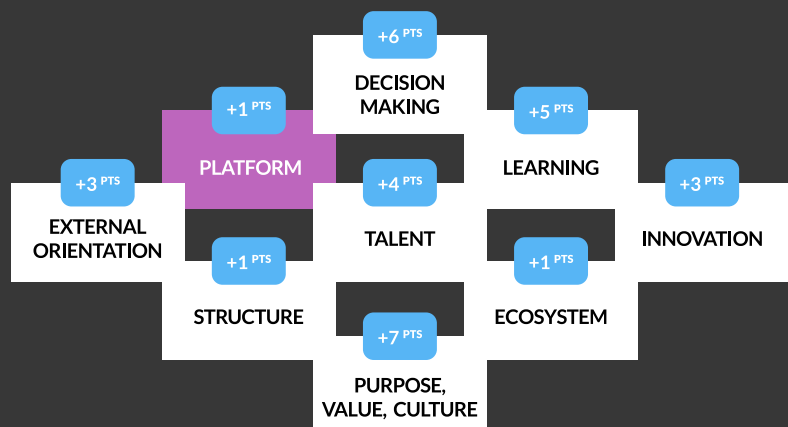 +6 PTS
DECISION
MAKING
+1 PTS
PLATFORM
+5 PTS
LEARNING
+3 PTS
EXTERNAL
ORIENTATION
+4 PTS
TALENT
+3 PTS
INNOVATION
+1 PTS
STRUCTURE
+1 PTS
ECOSYSTEM
+7 PTS
PURPOSE,
VALUE, CULTURE